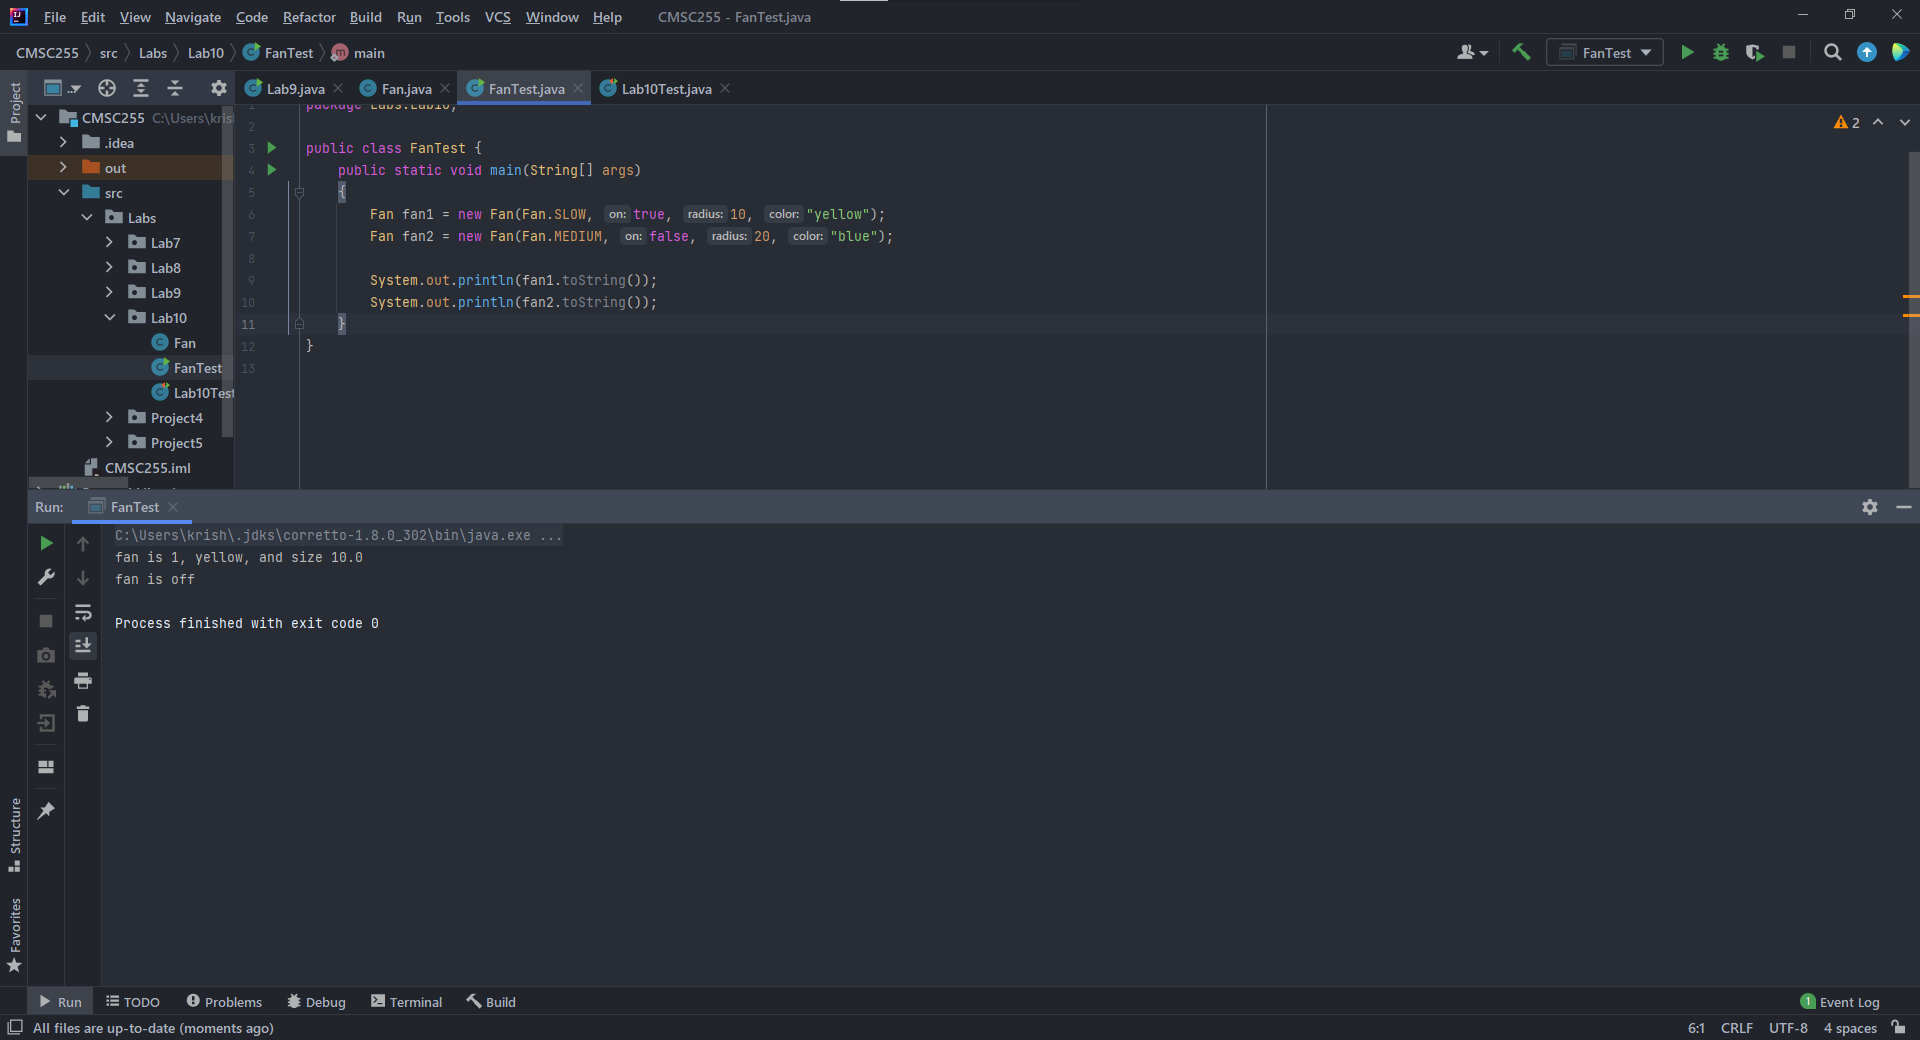 File Edit View Navigate Code Refactor Build Run Tools VCS Window Help CMSC255 - FanTest.java
CMSC255 src Labs Lab10 FanTest main
FanTest
Project
Lab9.java Fan.java FanTest.java Lab10Test.java
CMSC255 C:\Users\kris
.idea
out
src
Labs
Lab7
Lab8
Lab9
Lab10
Fan
FanTest
Lab10Test
Project4
Project5
CMSC255.iml
1 package Labs.Lab10;
2
3 public class FanTest {
4 public static void main(String[] args)
5 {
6 Fan fan1 = new Fan(Fan.SLOW, on: true, radius: 10, color: "yellow");
7 Fan fan2 = new Fan(Fan.MEDIUM, on: false, radius: 20, color: "blue");
8
9 System.out.println(fan1.toString());
10 System.out.println(fan2.toString());
11 }
12 }
13
2
Run: FanTest
C:\Users\krish\.jdks\corretto-1.8.0_302\bin\java.exe ...
fan is 1, yellow, and size 10.0
fan is off
Process finished with exit code 0
Structure
Favorites
Run TODO Problems Debug Terminal Build
1 Event Log
All files are up-to-date (moments ago)
6:1 CRLF UTF-8 4 spaces